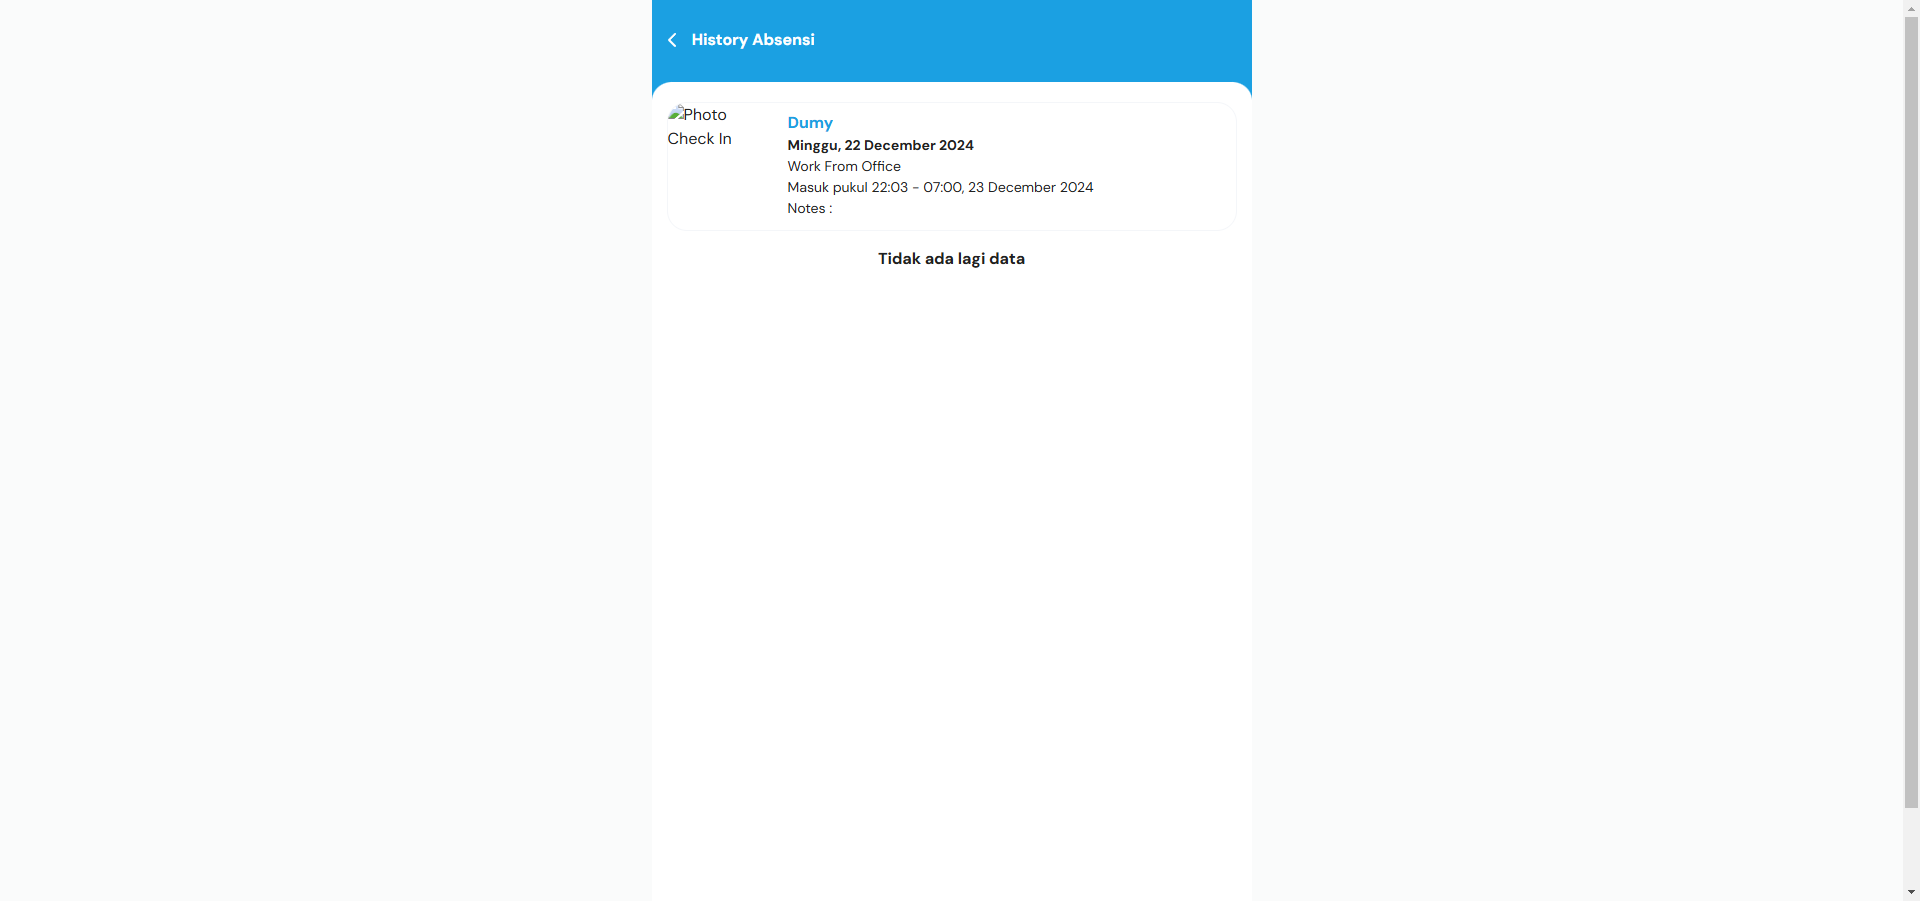 History Absensi
Photo
Check In
Dumy
Minggu, 22 December 2024
Work From Office
Masuk pukul 22:03 - 07:00, 23 December 2024
Notes :
Tidak ada lagi data